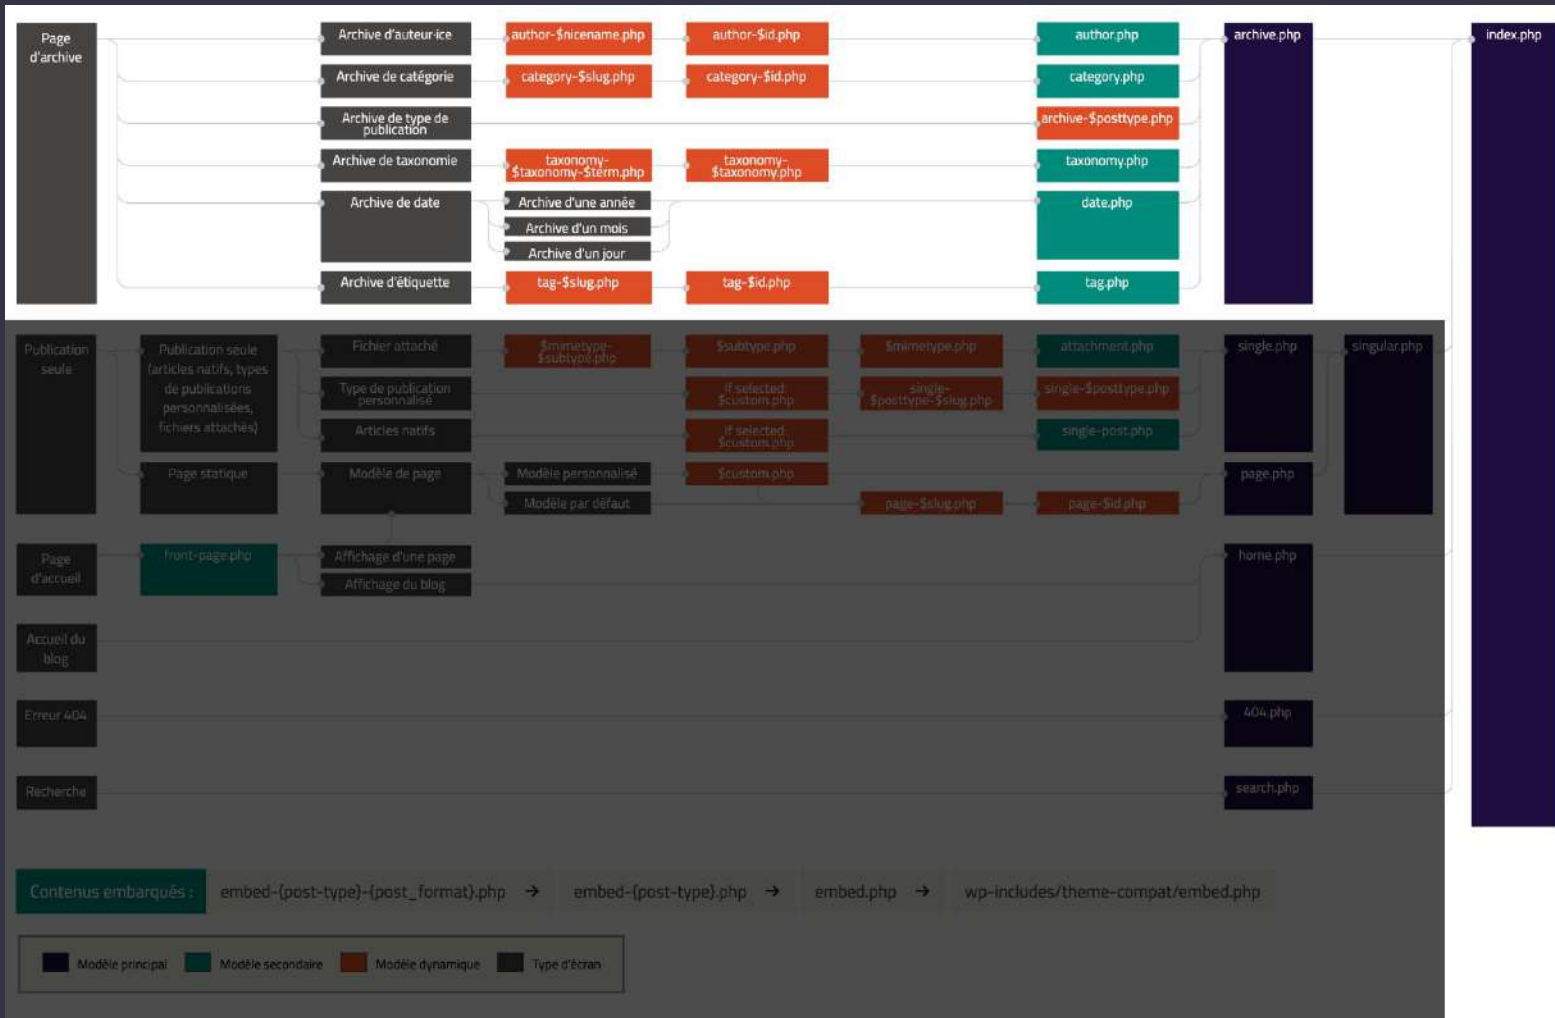 Page
d'archive
Archive d'auteur·ice
author-$nicename.php
author-$id.php
author.php
archive.php
index.php
Archive de catégorie
category-$slug.php
category-$id.php
category.php
Archive de type de
publication
archive-$posttype.php
Archive de taxonomie
taxonomy-
$taxonomy-$term.php
taxonomy-
$taxonomy.php
taxonomy.php
Archive de date
Archive d'une année
Archive d'un mois
Archive d'un jour
date.php
Archive d'étiquette
tag-$slug.php
tag-$id.php
tag.php
Publication
seule
Publication seule
(articles natifs, types
de publications
personnalisées,
fichiers attachés)
Fichier attaché
$mimetype-
$subtype.php
$subtype.php
$mimetype.php
attachment.php
single.php
singular.php
Type de publication
personnalisé
If selected:
$custom.php
single-
$posttype-$slug.php
single-$posttype.php
Articles natifs
If selected:
$custom.php
single-post.php
Page statique
Modèle de page
Modèle personnalisé
$custom.php
page.php
Modèle par défaut
page-$slug.php
page-$id.php
Page
d'accueil
front-page.php
Affichage d'une page
Affichage du blog
home.php
Accueil du
blog
Erreur 404
404.php
Recherche
search.php
Contenus embarqués :
embed-{post-type}-{post_format}.php →
embed-{post-type}.php →
embed.php →
wp-includes/theme-compat/embed.php
Modèle principal
Modèle secondaire
Modèle dynamique
Type d'écran